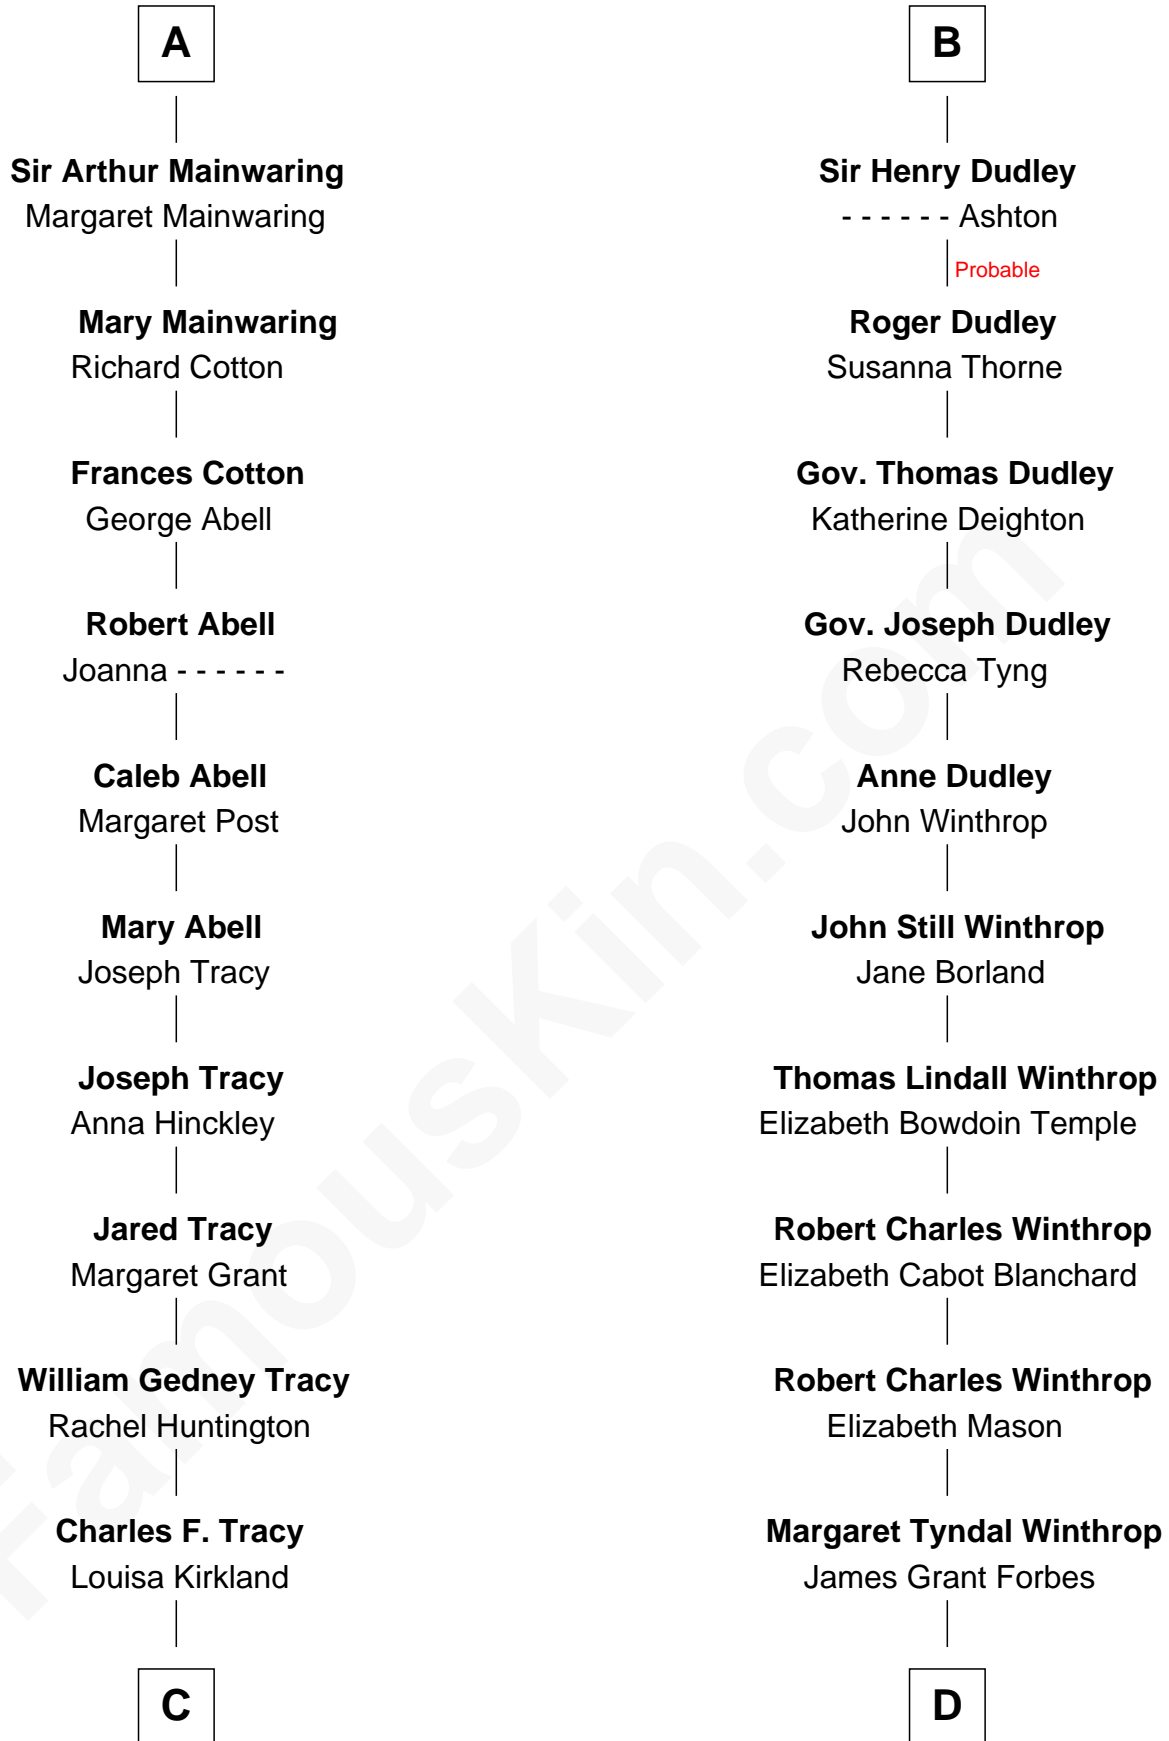 A
Sir Arthur Mainwaring
Margaret Mainwaring
Mary Mainwaring
Richard Cotton
Frances Cotton
George Abell
Robert Abell
Joanna - - - - - -
Caleb Abell
Margaret Post
Mary Abell
Joseph Tracy
Joseph Tracy
Anna Hinckley
Jared Tracy
Margaret Grant
William Gedney Tracy
Rachel Huntington
Charles F. Tracy
Louisa Kirkland
C
B
Sir Henry Dudley
- - - - - - Ashton
Probable
Roger Dudley
Susanna Thorne
Gov. Thomas Dudley
Katherine Deighton
Gov. Joseph Dudley
Rebecca Tyng
Anne Dudley
John Winthrop
John Still Winthrop
Jane Borland
Thomas Lindall Winthrop
Elizabeth Bowdoin Temple
Robert Charles Winthrop
Elizabeth Cabot Blanchard
Robert Charles Winthrop
Elizabeth Mason
Margaret Tyndal Winthrop
James Grant Forbes
D
FamousKin.com